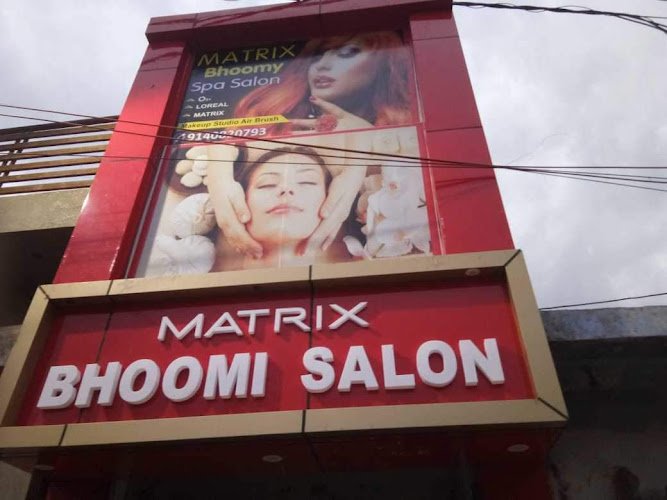 MATRIX
Bhoomy
Spa Salon
LOREAL
MATRIX
Makeup Studio Air Brush
MATRIX
BHOOMI SALON